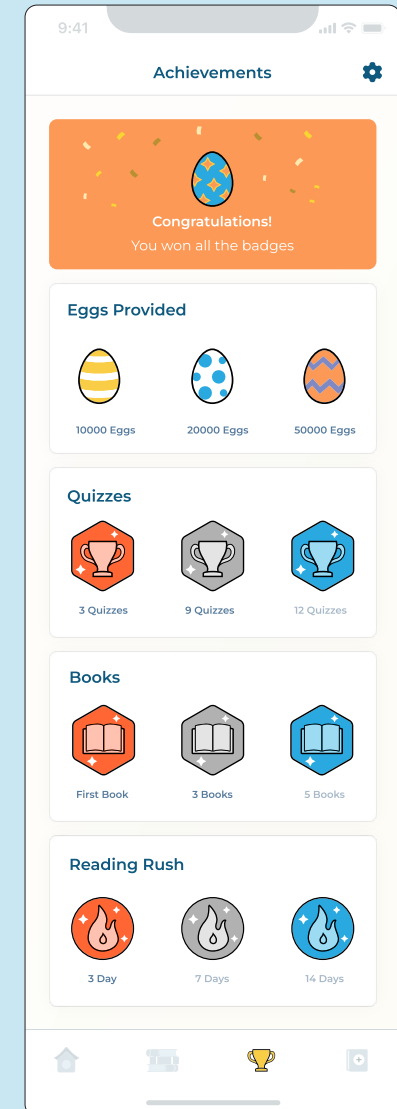 9:41
Achievements
Congratulations!
You won all the badges
Eggs Provided
10000 Eggs 20000 Eggs 50000 Eggs
Quizzes
3 Quizzes 9 Quizzes 12 Quizzes
Books
First Book 3 Books 5 Books
Reading Rush
3 Day 7 Days 14 Days